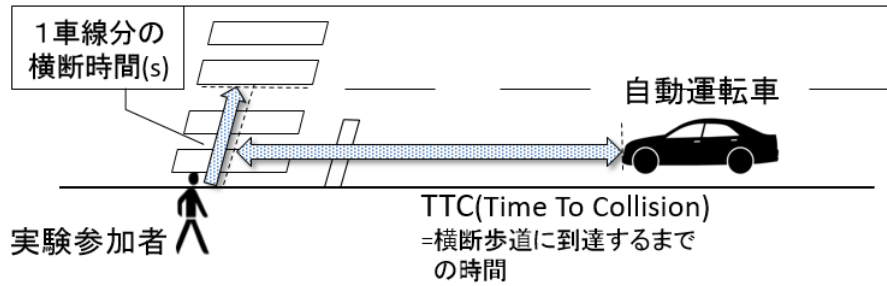 １車線分の
横断時間(s)
自動運転車
TTC(Time To Collision)
=横断歩道に到達するまで
の時間
実験参加者